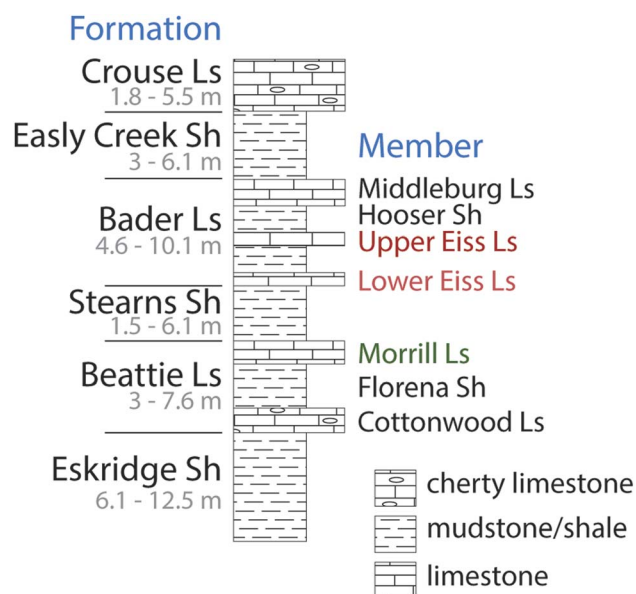 Formation
Crouse Ls
1.8 - 5.5 m
Easly Creek Sh
3 - 6.1 m
Bader Ls
4.6 - 10.1 m
Stearns Sh
1.5 - 6.1 m
Beattie Ls
3 - 7.6 m
Eskridge Sh
6.1 - 12.5 m
Member
Middleburg Ls
Hooser Sh
Upper Eiss Ls
Lower Eiss Ls
Morrill Ls
Florena Sh
Cottonwood Ls
cherty limestone
mudstone/shale
limestone